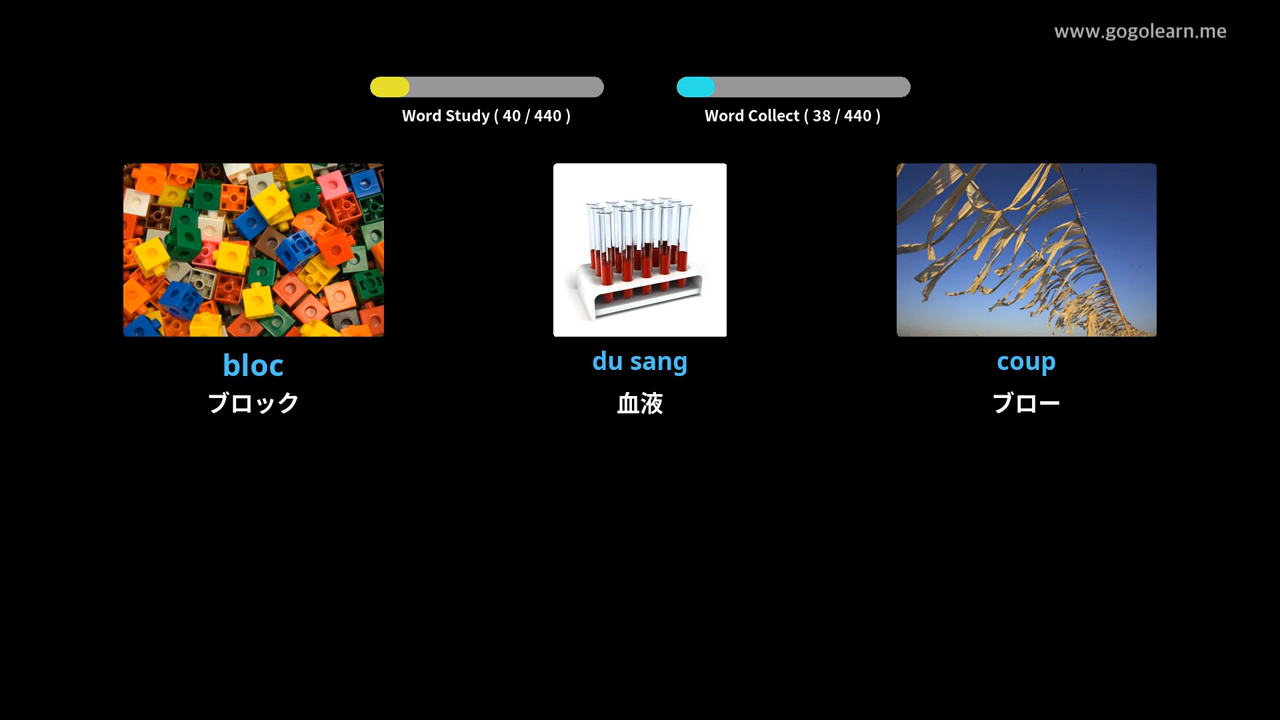 www.gogolearn.me
Word Study ( 40 / 440 )
Word Collect ( 38 / 440 )
bloc
ブロック
du sang
血液
coup
ブロー